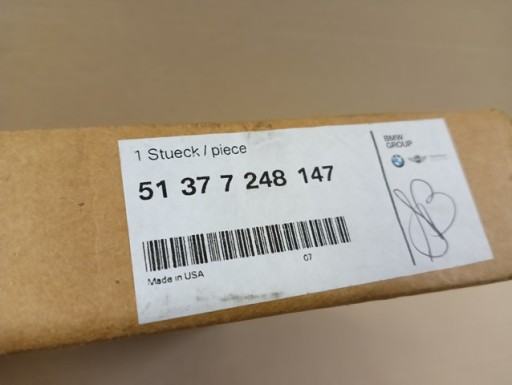 1 Stueck / piece
51 37 7 248 147
Made in USA
07
BMW
GROUP